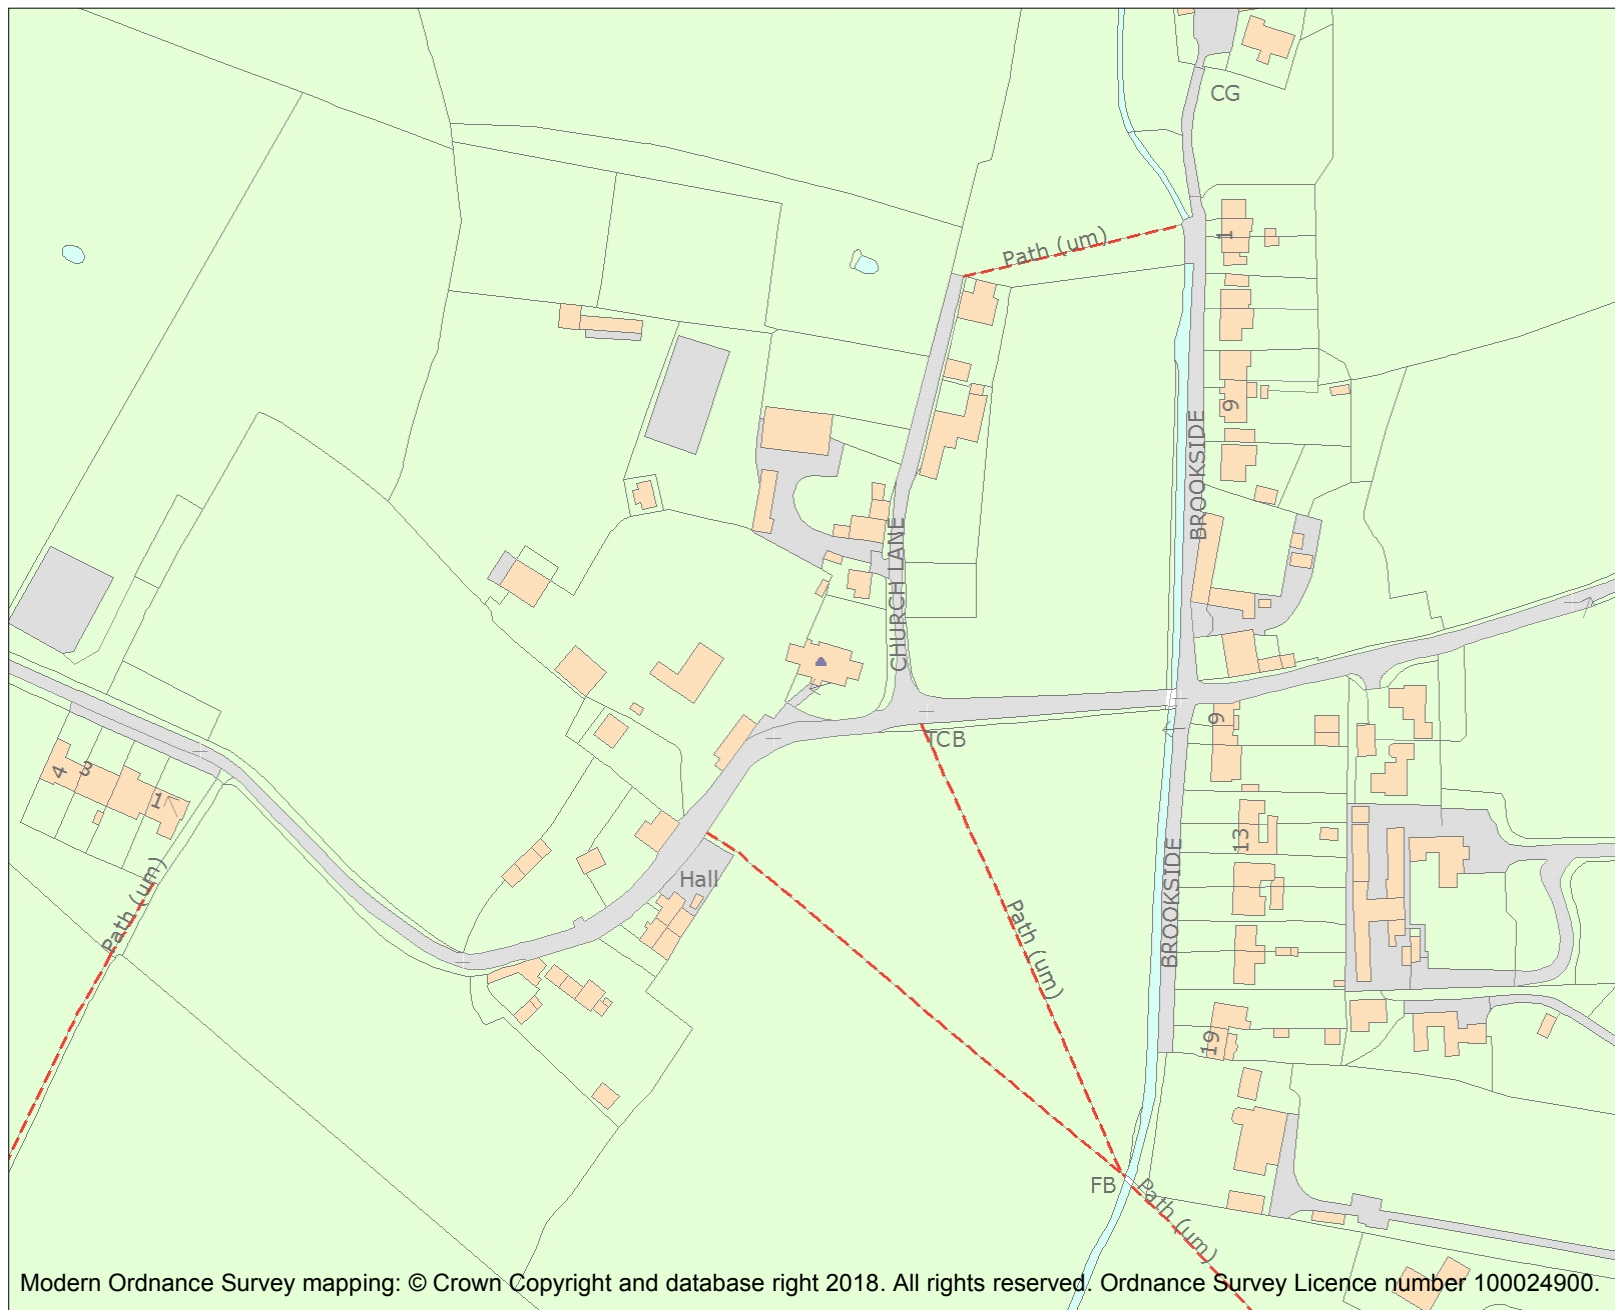 CG
Path (um)
1
9
BROOKSIDE
CHURCH LANE
TCB
9
4
3
1
13
Hall
Path (um)
Path (um)
BROOKSIDE
19
FB
Path (um)
Modern Ordnance Survey mapping: © Crown Copyright and database right 2018. All rights reserved. Ordnance Survey Licence number 100024900.